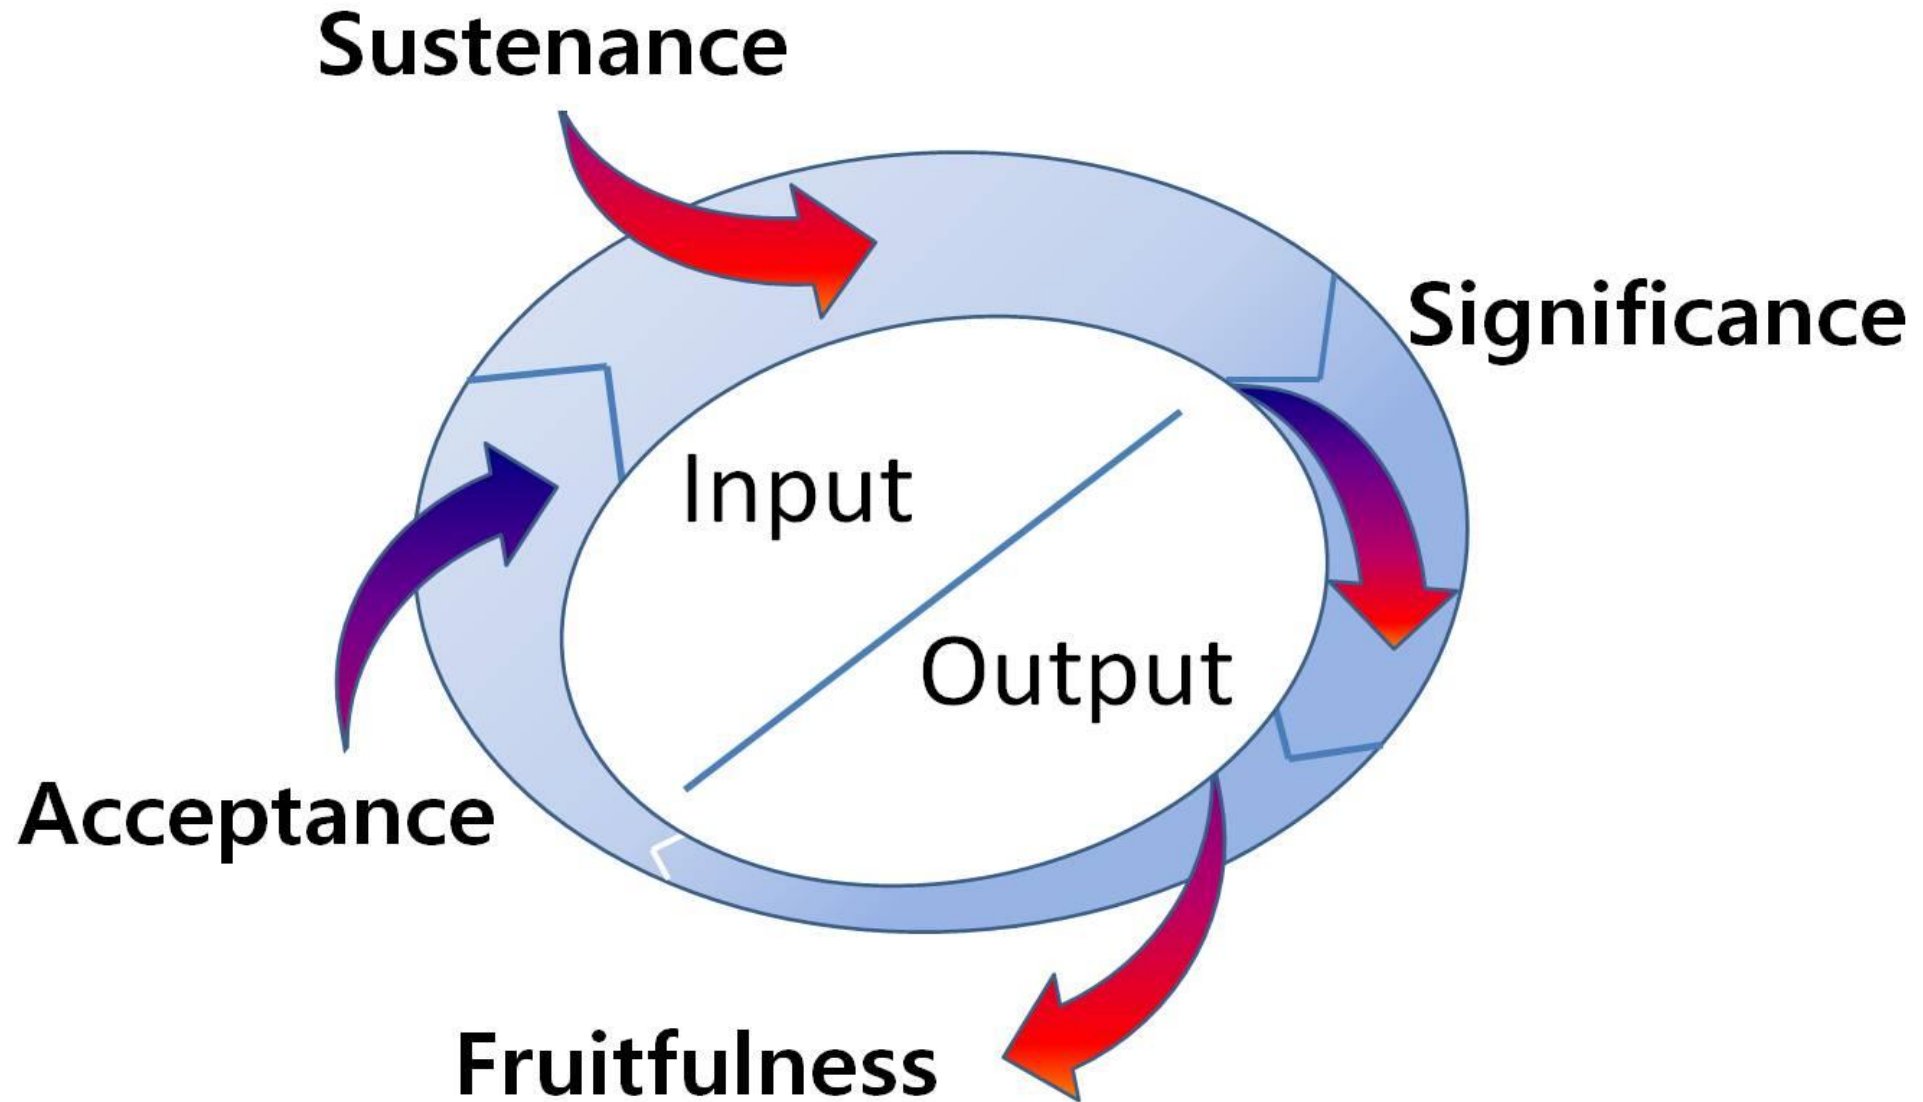 Sustenance
Significance
Input
Output
Acceptance
Fruitfulness